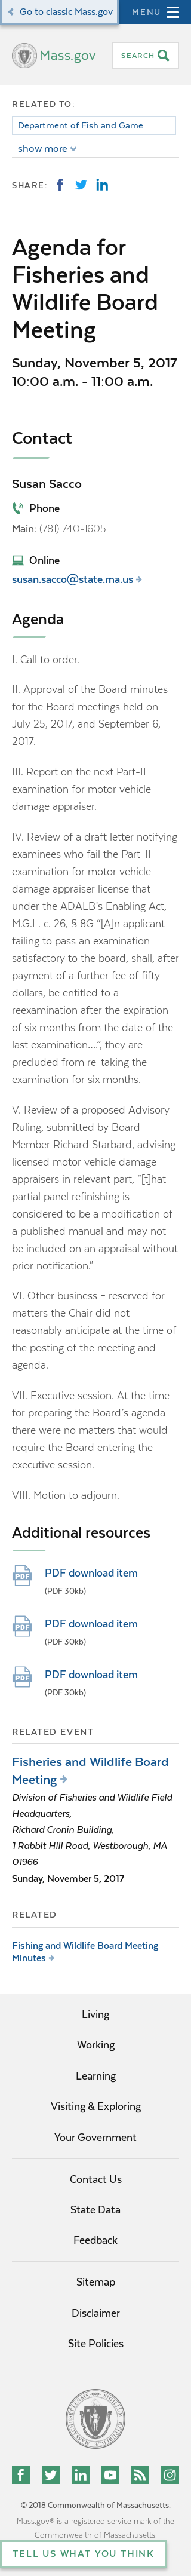 Go to classic Mass.gov
MENU
Mass.gov
SEARCH
RELATED TO:
Department of Fish and Game
show more
SHARE:
Agenda for
Fisheries and
Wildlife Board
Meeting
Sunday, November 5, 2017
10:00 a.m. - 11:00 a.m.
Contact
Susan Sacco
Phone
Main: (781) 740-1605
Online
susan.sacco@state.ma.us
Agenda
I. Call to order.
II. Approval of the Board minutes
for the Board meetings held on
July 25, 2017, and September 6,
2017.
III. Report on the next Part-II
examination for motor vehicle
damage appraiser.
IV. Review of a draft letter notifying
examinees who fail the Part-II
examination for motor vehicle
damage appraiser license that
under the ADALB's Enabling Act,
M.G.L. c. 26, § 8G "[A]n applicant
failing to pass an examination
satisfactory to the board, shall, after
payment of a further fee of fifty
dollars, be entitled to a
reexamination after the expiration
of six months from the date of the
last examination....", they are
precluded from re-taking the
examination for six months.
V. Review of a proposed Advisory
Ruling, submitted by Board
Member Richard Starbard, advising
licensed motor vehicle damage
appraisers in relevant part, "[t]hat
partial panel refinishing is
considered to be a modification of
a published manual and may not
be included on an appraisal without
prior negotiation."
VI. Other business – reserved for
matters the Chair did not
reasonably anticipate at the time of
the posting of the meeting and
agenda.
VII. Executive session. At the time
for preparing the Board's agenda
there were no matters that would
require the Board entering the
executive session.
VIII. Motion to adjourn.
Additional resources
PDF
PDF download item
(PDF 30kb)
PDF
PDF download item
(PDF 30kb)
PDF
PDF download item
(PDF 30kb)
RELATED EVENT
Fisheries and Wildlife Board
Meeting
Division of Fisheries and Wildlife Field
Headquarters,
Richard Cronin Building,
1 Rabbit Hill Road, Westborough, MA
01966
Sunday, November 5, 2017
RELATED
Fishing and Wildlife Board Meeting
Minutes
Living
Working
Learning
Visiting & Exploring
Your Government
Contact Us
State Data
Feedback
Sitemap
Disclaimer
Site Policies
© 2018 Commonwealth of Massachusetts.
Mass.gov® is a registered service mark of the
Commonwealth of Massachusetts.
TELL US WHAT YOU THINK